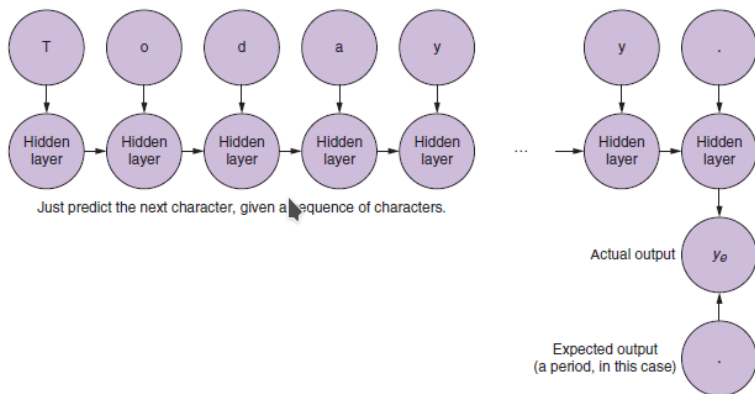 T o d a y y .
Hidden layer Hidden layer Hidden layer Hidden layer Hidden layer ... Hidden layer Hidden layer
Just predict the next character, given a sequence of characters.
Actual output ye
Expected output
(a period, in this case) .